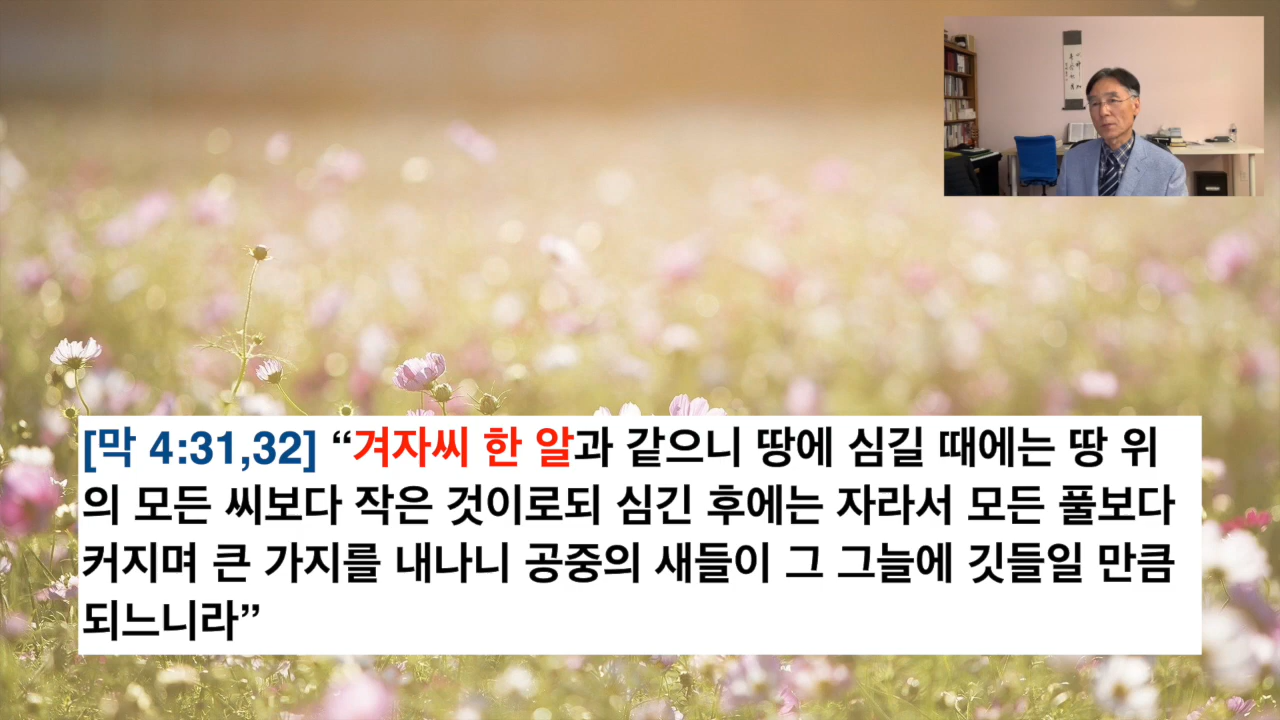 [막 4:31,32] “겨자씨 한 알과 같으니 땅에 심길 때에는 땅 위
의 모든 씨보다 작은 것이로되 심긴 후에는 자라서 모든 풀보다
커지며 큰 가지를 내나니 공중의 새들이 그 그늘에 깃들일 만큼
되느니라”